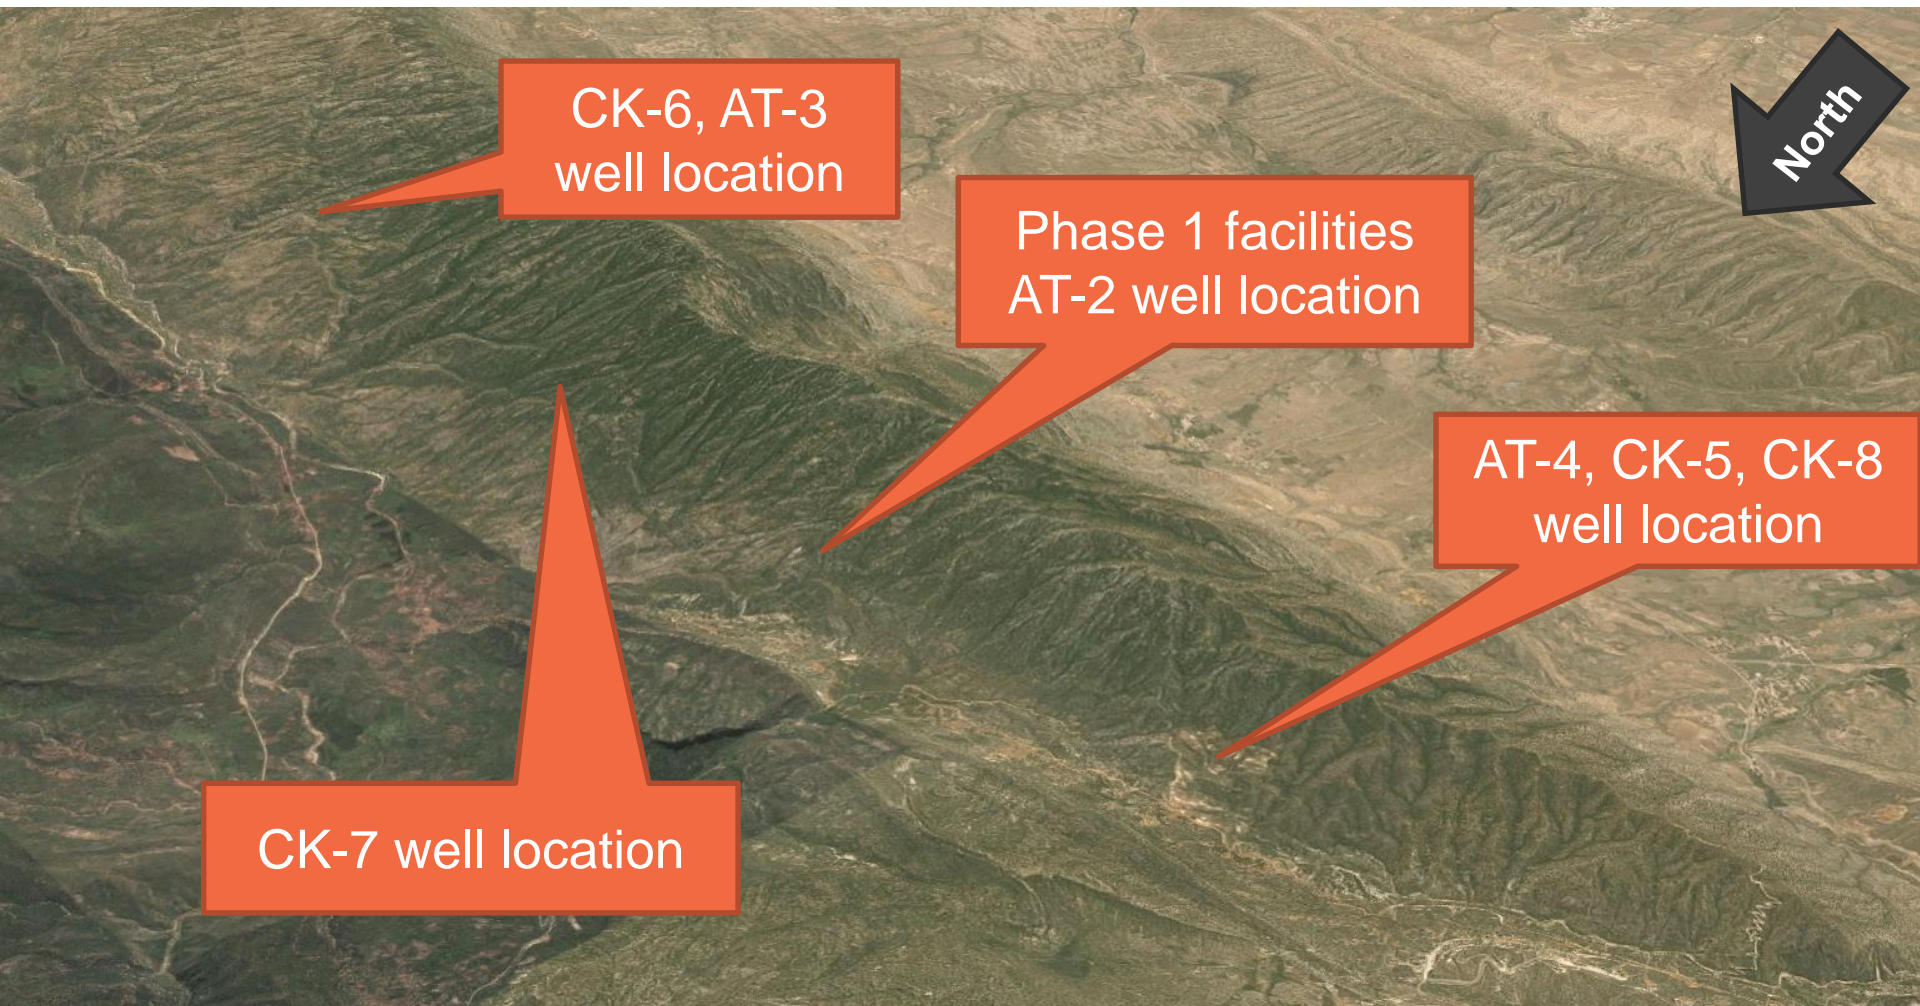 CK-6, AT-3
well location
North
Phase 1 facilities
AT-2 well location
AT-4, CK-5, CK-8
well location
CK-7 well location